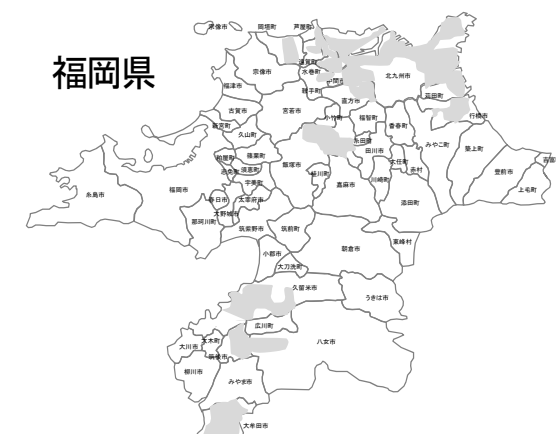 福岡県
宗像市
岡垣町
芦屋町
遠賀町
水巻町
中間市
北九州市
宗像市
福津市
鞍手町
直方市
苅田町
行橋市
古賀市
宮若市
小竹町
福智町
香春町
みやこ町
新宮町
久山町
糸田町
田川市
築上町
粕屋町
篠栗町
志免町
須恵町
飯塚市
大任町
赤村
豊前市
吉富町
宇美町
桂川町
嘉麻市
川崎町
上毛町
糸島市
福岡市
春日市
太宰府市
添田町
大野城市
那珂川町
筑紫野市
筑前町
東峰村
小郡市
朝倉市
大刀洗町
久留米市
うきは市
広川町
大川市
大木町
八女市
筑後市
柳川市
みやま市
大牟田市